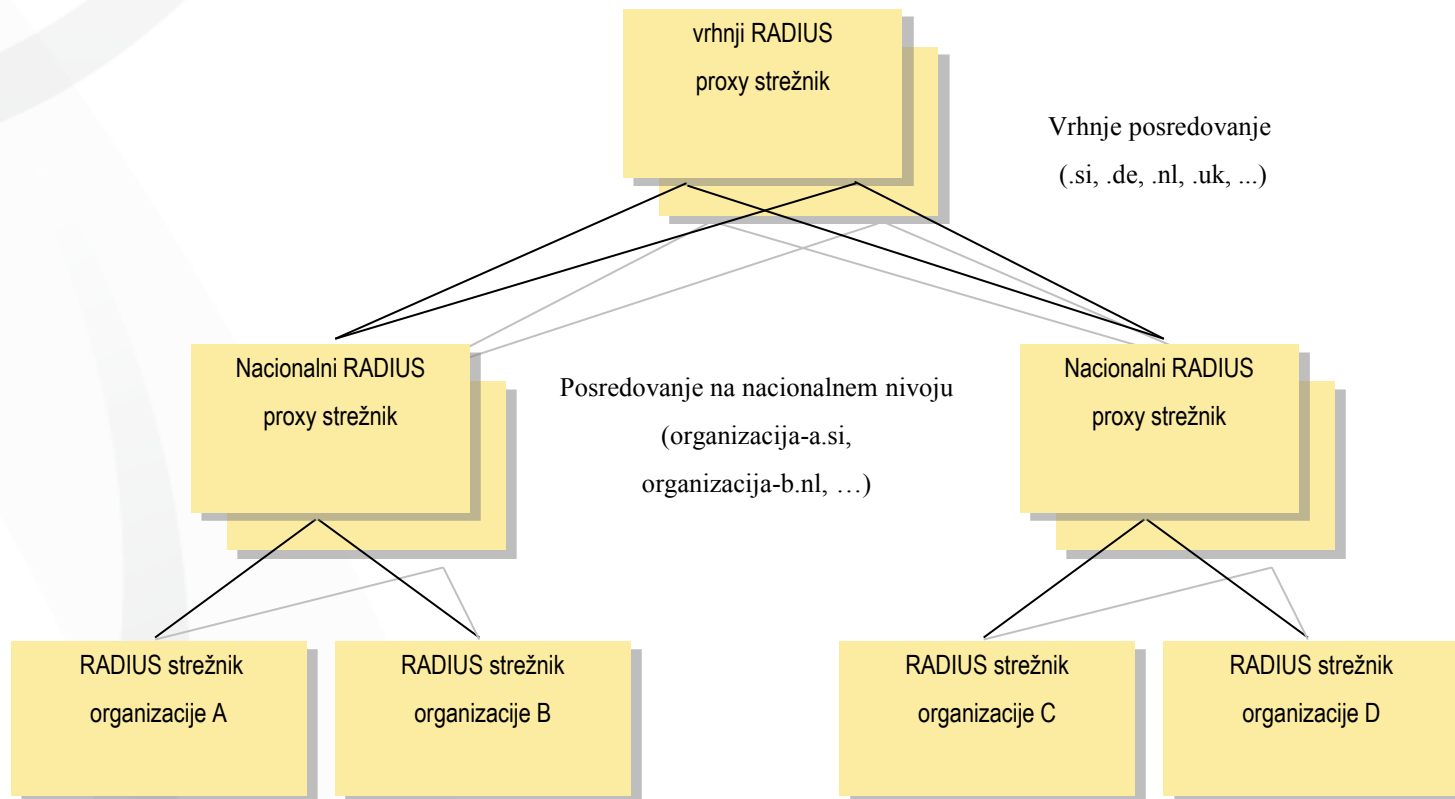 vrhnji RADIUS
proxy strežnik
Vrhnje posredovanje
(.si, .de, .nl, .uk, ...)
Nacionalni RADIUS
proxy strežnik
Posredovanje na nacionalnem nivoju
(organizacija-a.si,
organizacija-b.nl, …)
Nacionalni RADIUS
proxy strežnik
RADIUS strežnik
organizacije A
RADIUS strežnik
organizacije B
RADIUS strežnik
organizacije C
RADIUS strežnik
organizacije D